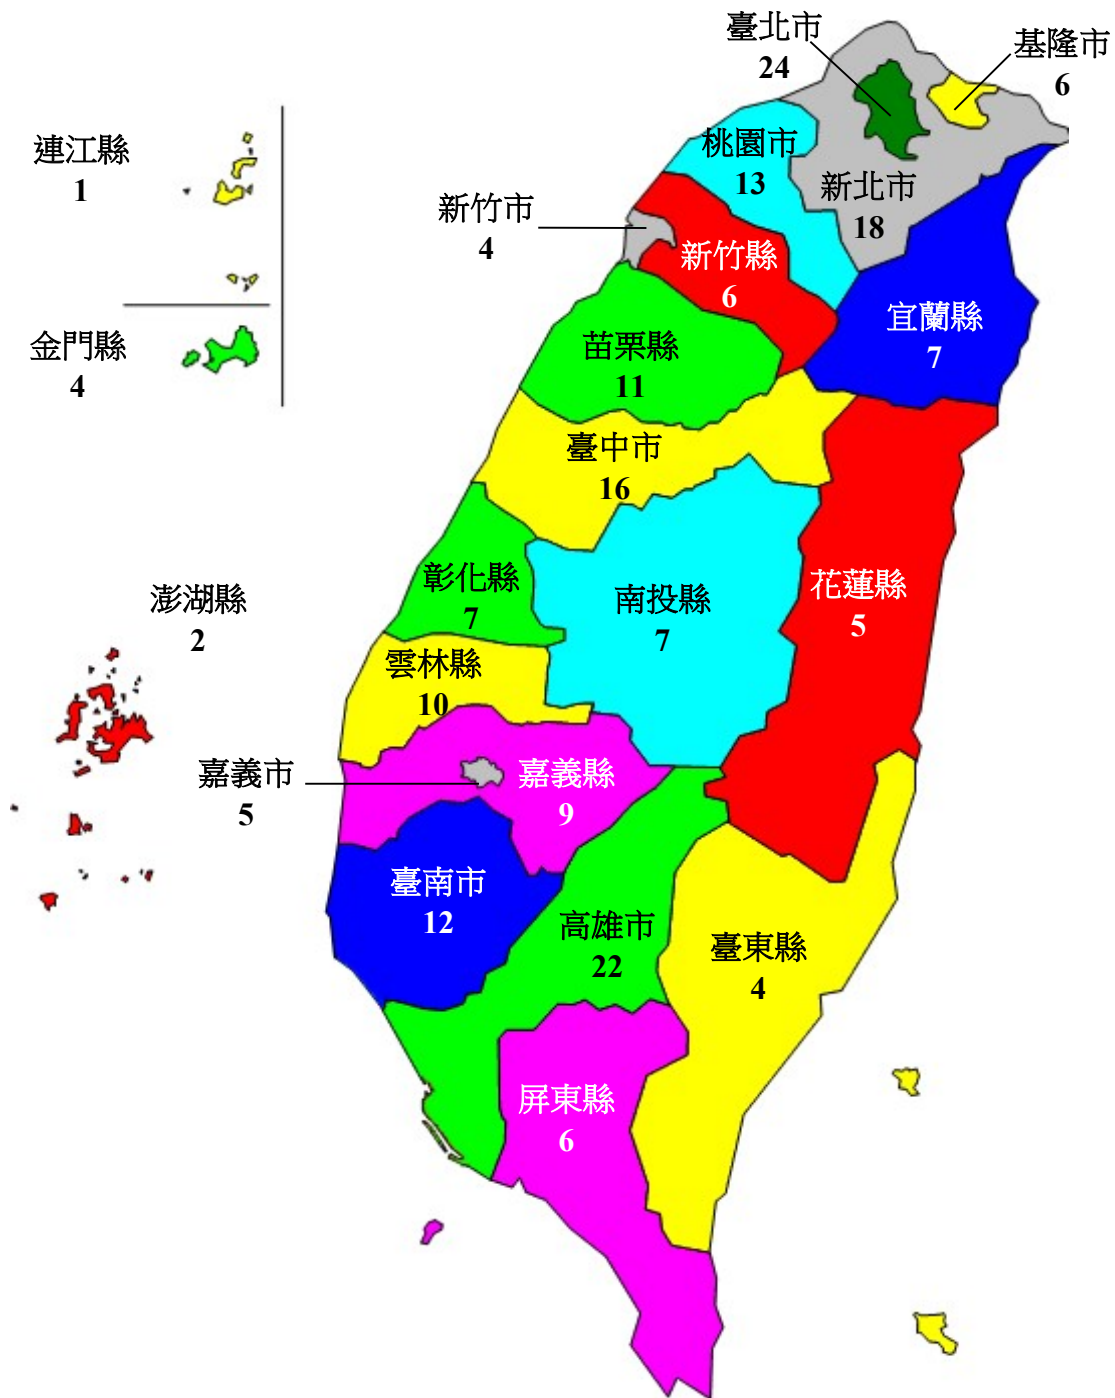 臺北市
24
基隆市
6
連江縣
1
桃園市
13
新北市
18
新竹市
4
新竹縣
6
宜蘭縣
7
金門縣
4
苗栗縣
11
臺中市
16
彰化縣
7
南投縣
7
花蓮縣
5
澎湖縣
2
雲林縣
10
嘉義市
5
嘉義縣
9
臺南市
12
高雄市
22
臺東縣
4
屏東縣
6